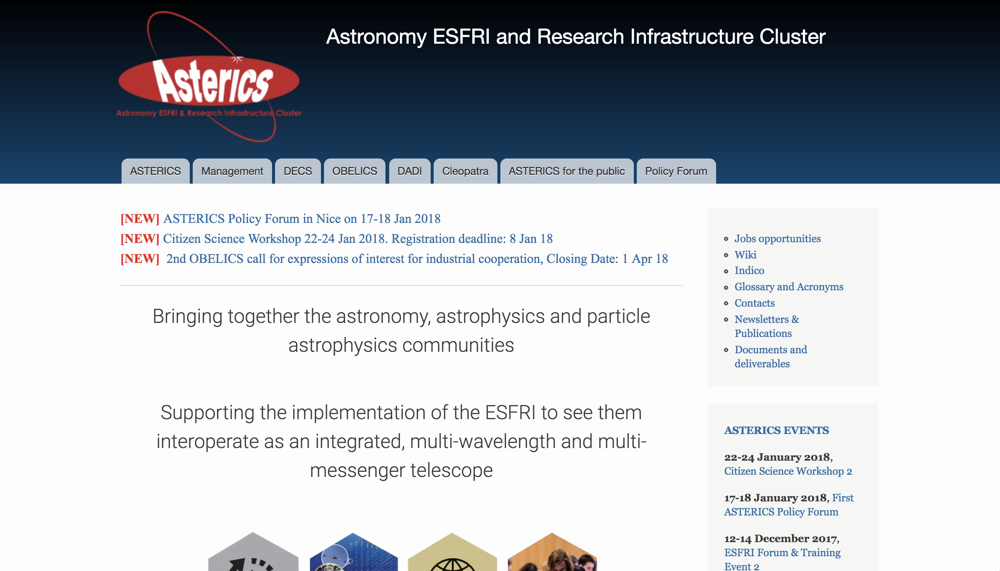 Astronomy ESFRI and Research Infrastructure Cluster
Asterics
Astronomy ESFRI & Research Infrastructure Cluster
ASTERICS
Management
DECS
OBELICS
DADI
Cleopatra
ASTERICS for the public
Policy Forum
[NEW] ASTERICS Policy Forum in Nice on 17-18 Jan 2018
[NEW] Citizen Science Workshop 22-24 Jan 2018. Registration deadline: 8 Jan 18
[NEW] 2nd OBELICS call for expressions of interest for industrial cooperation, Closing Date: 1 Apr 18
Bringing together the astronomy, astrophysics and particle
astrophysics communities
Supporting the implementation of the ESFRI to see them
interoperate as an integrated, multi-wavelength and multi-
messenger telescope
Jobs opportunities
Wiki
Indico
Glossary and Acronyms
Contacts
Newsletters &
Publications
Documents and
deliverables
ASTERICS EVENTS
22-24 January 2018,
Citizen Science Workshop 2
17-18 January 2018, First
ASTERICS Policy Forum
12-14 December 2017,
ESFRI Forum & Training
Event 2